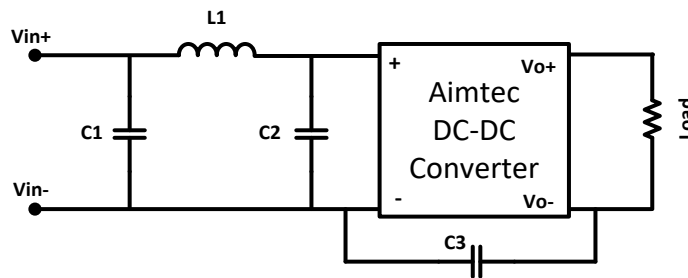 L1
Vin+
+
Vo+
Aimtec
DC-DC
Converter
Load
C1
C2
Vin-
-
Vo-
C3